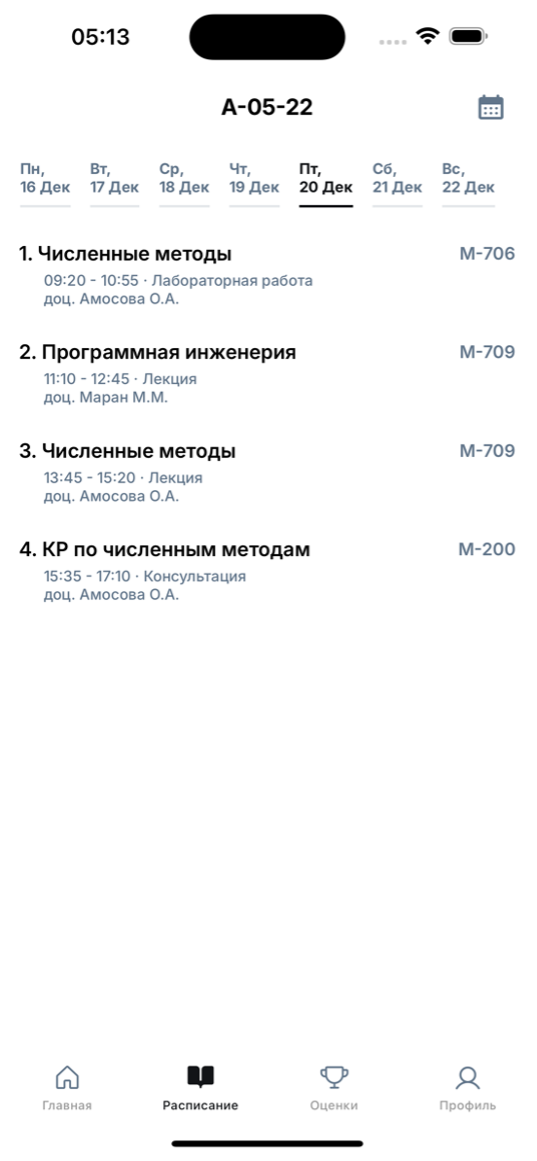 05:13
А-05-22
Пн, Вт, Ср, Чт, Пт, Сб, Вс,
16 Дек 17 Дек 18 Дек 19 Дек 20 Дек 21 Дек 22 Дек
1. Численные методы М-706
09:20 - 10:55 · Лабораторная работа
доц. Амосова О.А.
2. Программная инженерия М-709
11:10 - 12:45 · Лекция
доц. Маран М.М.
3. Численные методы М-709
13:45 - 15:20 · Лекция
доц. Амосова О.А.
4. КР по численным методам М-200
15:35 - 17:10 · Консультация
доц. Амосова О.А.
Главная Расписание Оценки Профиль